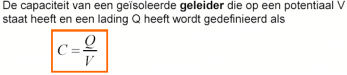 De capaciteit van een geïsoleerde geleider die op een potentiaal V
staat heeft en een lading Q heeft wordt gedefinieerd als
C = Q/V